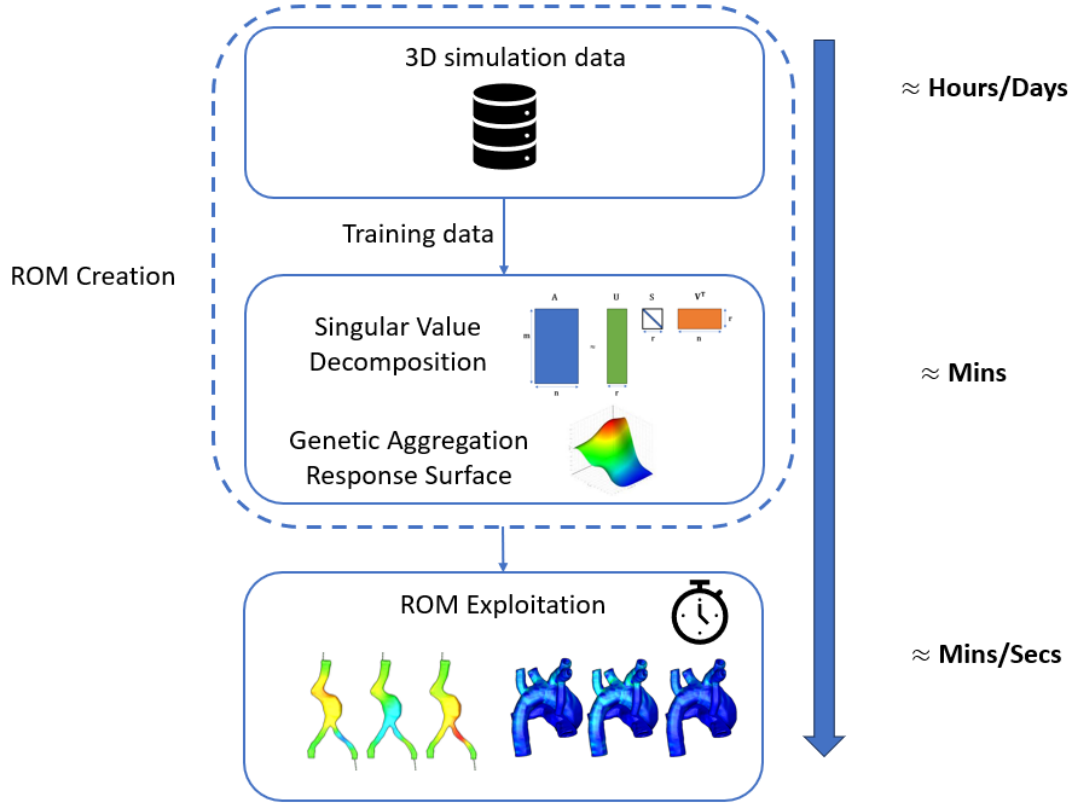 3D simulation data
≈ Hours/Days
Training data
ROM Creation
A
U
S
Vᵀ
m
≈
r
r
n
n
r
Singular Value
Decomposition
≈ Mins
Genetic Aggregation
Response Surface
ROM Exploitation
≈ Mins/Secs